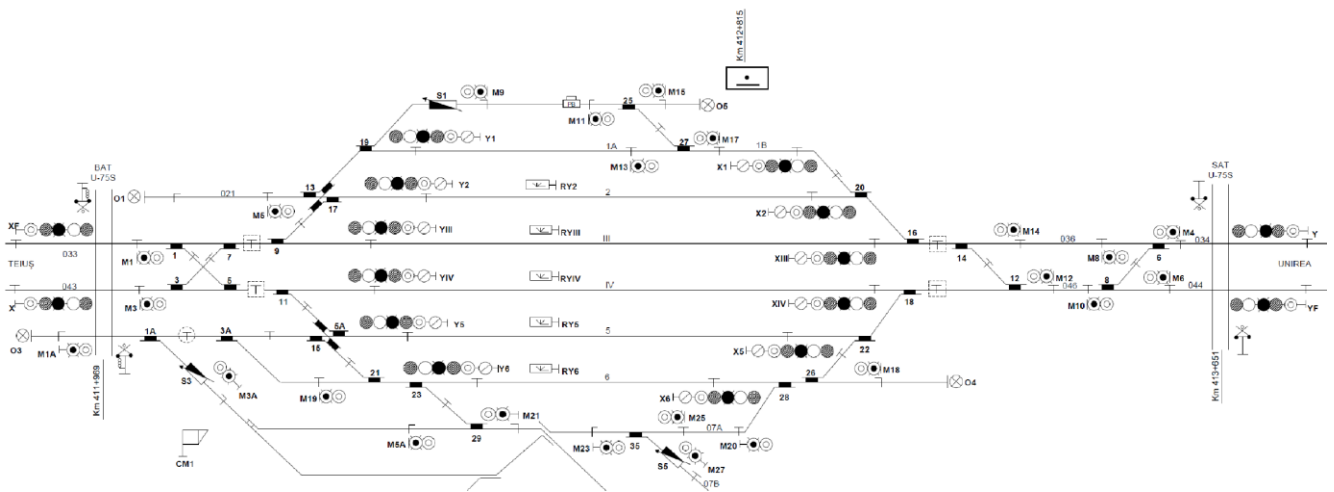 Km 412+815
S1
M9
M15
O5
25
M11
M17
Y1
19
27
1A
1B
M13
X1
BAT
U-75S
SAT
U-75S
Y2
RY2
2
13
021
O1
17
20
M5
X2
XF
YIII
RYIII
III
16
M14
036
M4
034
Y
033
TEIUȘ
1
7
9
M1
XIII
14
M8
6
UNIREA
YIV
RYIV
IV
3
5
M3
043
X
11
XIV
18
12
M12
046
8
M10
M6
044
YF
Y5
RY5
5
5A
1A
3A
15
O3
M1A
X5
22
Km 411+969
Km 413+651
S3
M3A
M19
21
23
IY6
RY6
6
X6
28
26
M18
O4
M25
M21
29
M5A
CM1
M23
35
07A
M20
S5
M27
07B